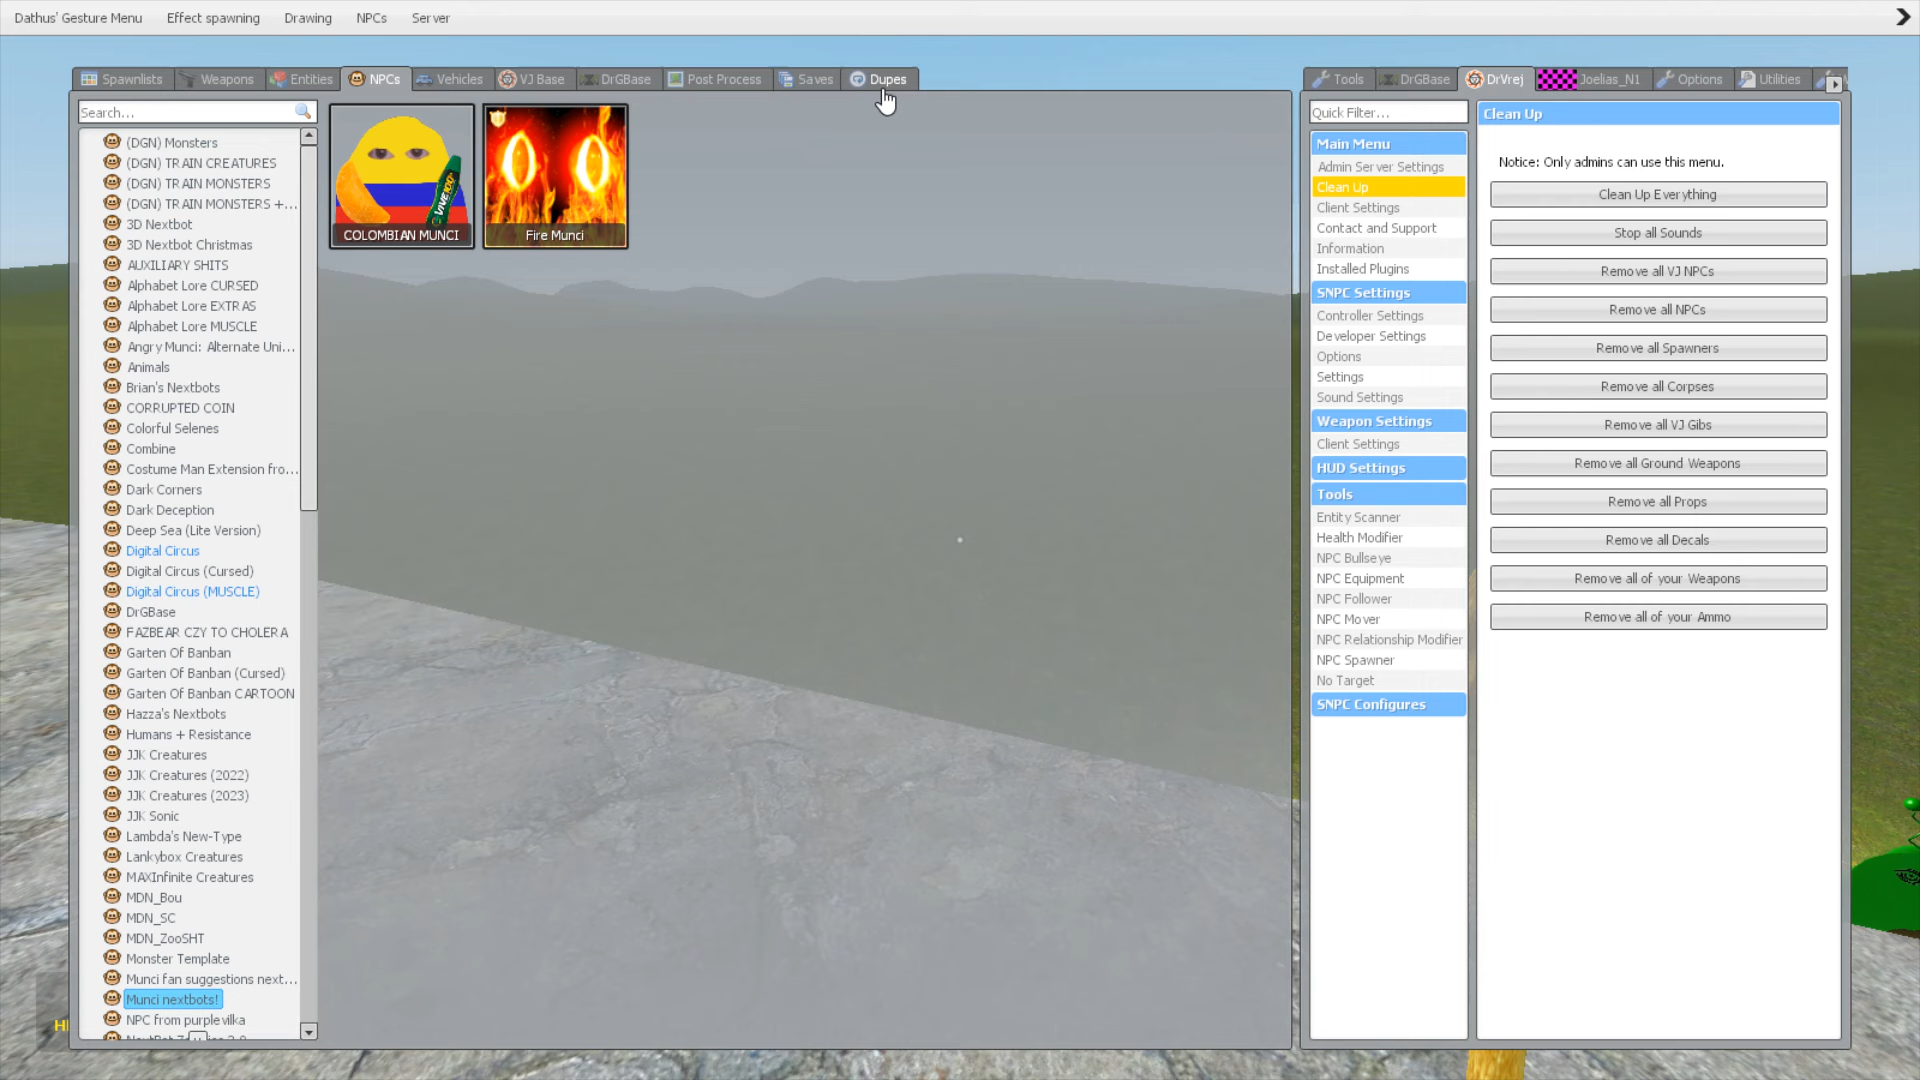 Dathus' Gesture Menu Effect spawning Drawing NPCs Server
Spawnlists Weapons Entities NPCs Vehicles VJ Base DrGBase Post Process Saves Dupes
Search...
(DGN) Monsters
(DGN) TRAIN CREATURES
(DGN) TRAIN MONSTERS
(DGN) TRAIN MONSTERS +...
3D Nextbot
3D Nextbot Christmas
AUXILIARY SHITS
Alphabet Lore CURSED
Alphabet Lore EXTRAS
Alphabet Lore MUSCLE
Angry Munci: Alternate Uni...
Animals
Brian's Nextbots
CORRUPTED COIN
Colorful Selenes
Combine
Costume Man Extension fro...
Dark Corners
Dark Deception
Deep Sea (Lite Version)
Digital Circus
Digital Circus (Cursed)
Digital Circus (MUSCLE)
DrGBase
FAZBEAR CZY TO CHOLERA
Garten Of Banban
Garten Of Banban (Cursed)
Garten Of Banban CARTOON
Hazza's Nextbots
Humans + Resistance
JJK Creatures
JJK Creatures (2022)
JJK Creatures (2023)
JJK Sonic
Lambda's New-Type
Lankybox Creatures
MAXInfinite Creatures
MDN_Bou
MDN_SC
MDN_ZooSHT
Monster Template
Munci fan suggestions next...
Munci nextbots!
NPC from purplevilka
VIVE100
COLOMBIAN MUNCI
Fire Munci
Tools DrGBase DrVrej Joelias_N1 Options Utilities
Quick Filter...
Main Menu
Admin Server Settings
Clean Up
Client Settings
Contact and Support
Information
Installed Plugins
SNPC Settings
Controller Settings
Developer Settings
Options
Settings
Sound Settings
Weapon Settings
Client Settings
HUD Settings
Tools
Entity Scanner
Health Modifier
NPC Bullseye
NPC Equipment
NPC Follower
NPC Mover
NPC Relationship Modifier
NPC Spawner
No Target
SNPC Configures
Clean Up
Notice: Only admins can use this menu.
Clean Up Everything
Stop all Sounds
Remove all VJ NPCs
Remove all NPCs
Remove all Spawners
Remove all Corpses
Remove all VJ Gibs
Remove all Ground Weapons
Remove all Props
Remove all Decals
Remove all of your Weapons
Remove all of your Ammo